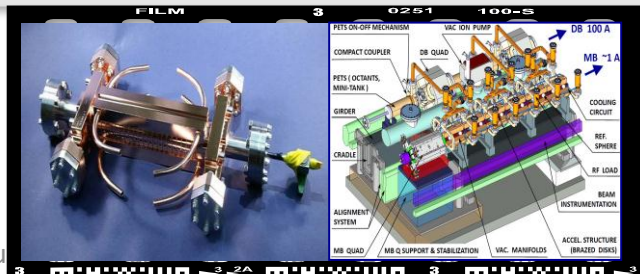 FILM 3 0251 100-S
PETS ON-OFF MECHANISM
VAC ION PUMP
DB 100 A
COMPACT COUPLER
DB QUAD
MB ~1 A
PETS ( OCTANTS,
MINI-TANK )
GIRDER
COOLING
CIRCUIT
CRADLE
REF.
SPHERE
RF LOAD
BEAM
INSTRUMENTATION
ALIGNMENT
SYSTEM
MB QUAD
MB Q SUPPORT & STABILIZATION
VAC. MANIFOLDS
ACCEL. STRUCTURE
(BRAZED DISKS)
3 2A 3 3